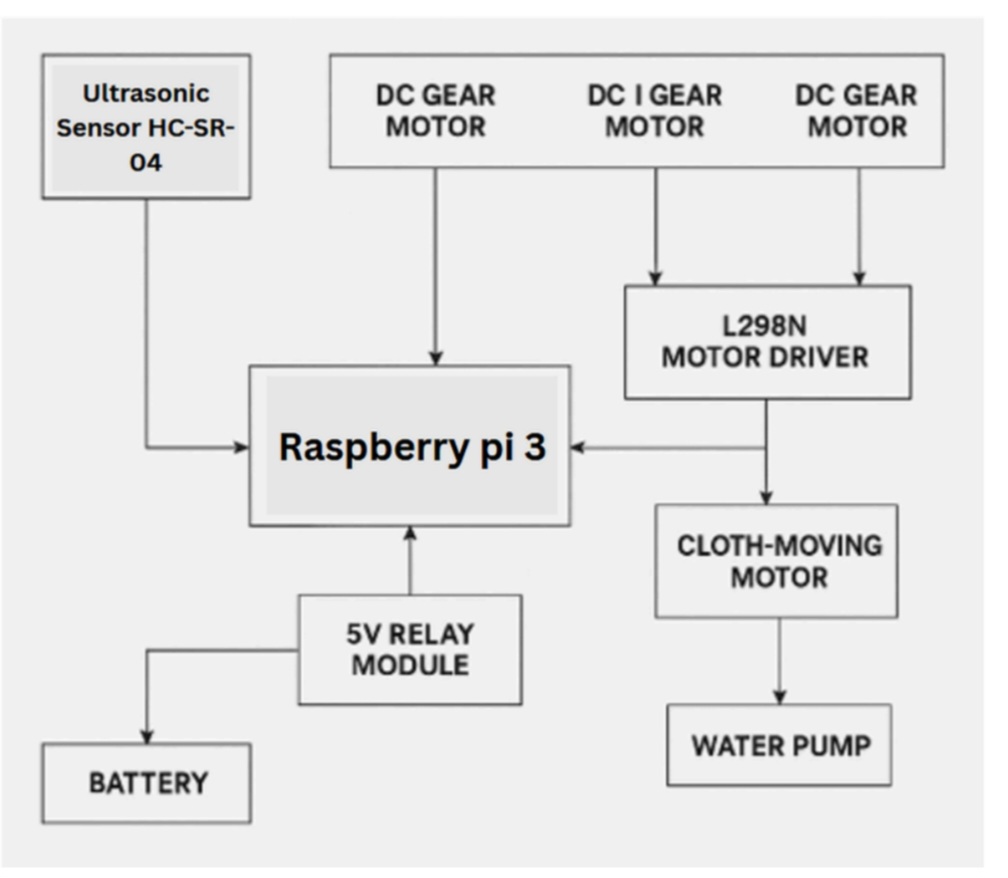 Ultrasonic
Sensor HC-SR-
04
DC GEAR
MOTOR
DC I GEAR
MOTOR
DC GEAR
MOTOR
L298N
MOTOR DRIVER
Raspberry pi 3
CLOTH-MOVING
MOTOR
5V RELAY
MODULE
WATER PUMP
BATTERY